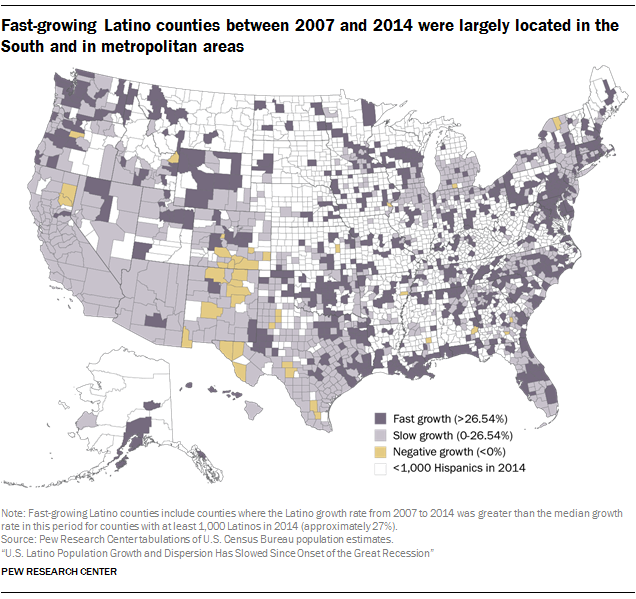 Fast-growing Latino counties between 2007 and 2014 were largely located in the
South and in metropolitan areas
Fast growth (>26.54%)
Slow growth (0-26.54%)
Negative growth (<0%)
<1,000 Hispanics in 2014
Note: Fast-growing Latino counties include counties where the Latino growth rate from 2007 to 2014 was greater than the median growth
rate in this period for counties with at least 1,000 Latinos in 2014 (approximately 27%).
Source: Pew Research Center tabulations of U.S. Census Bureau population estimates.
“U.S. Latino Population Growth and Dispersion Has Slowed Since Onset of the Great Recession”
PEW RESEARCH CENTER